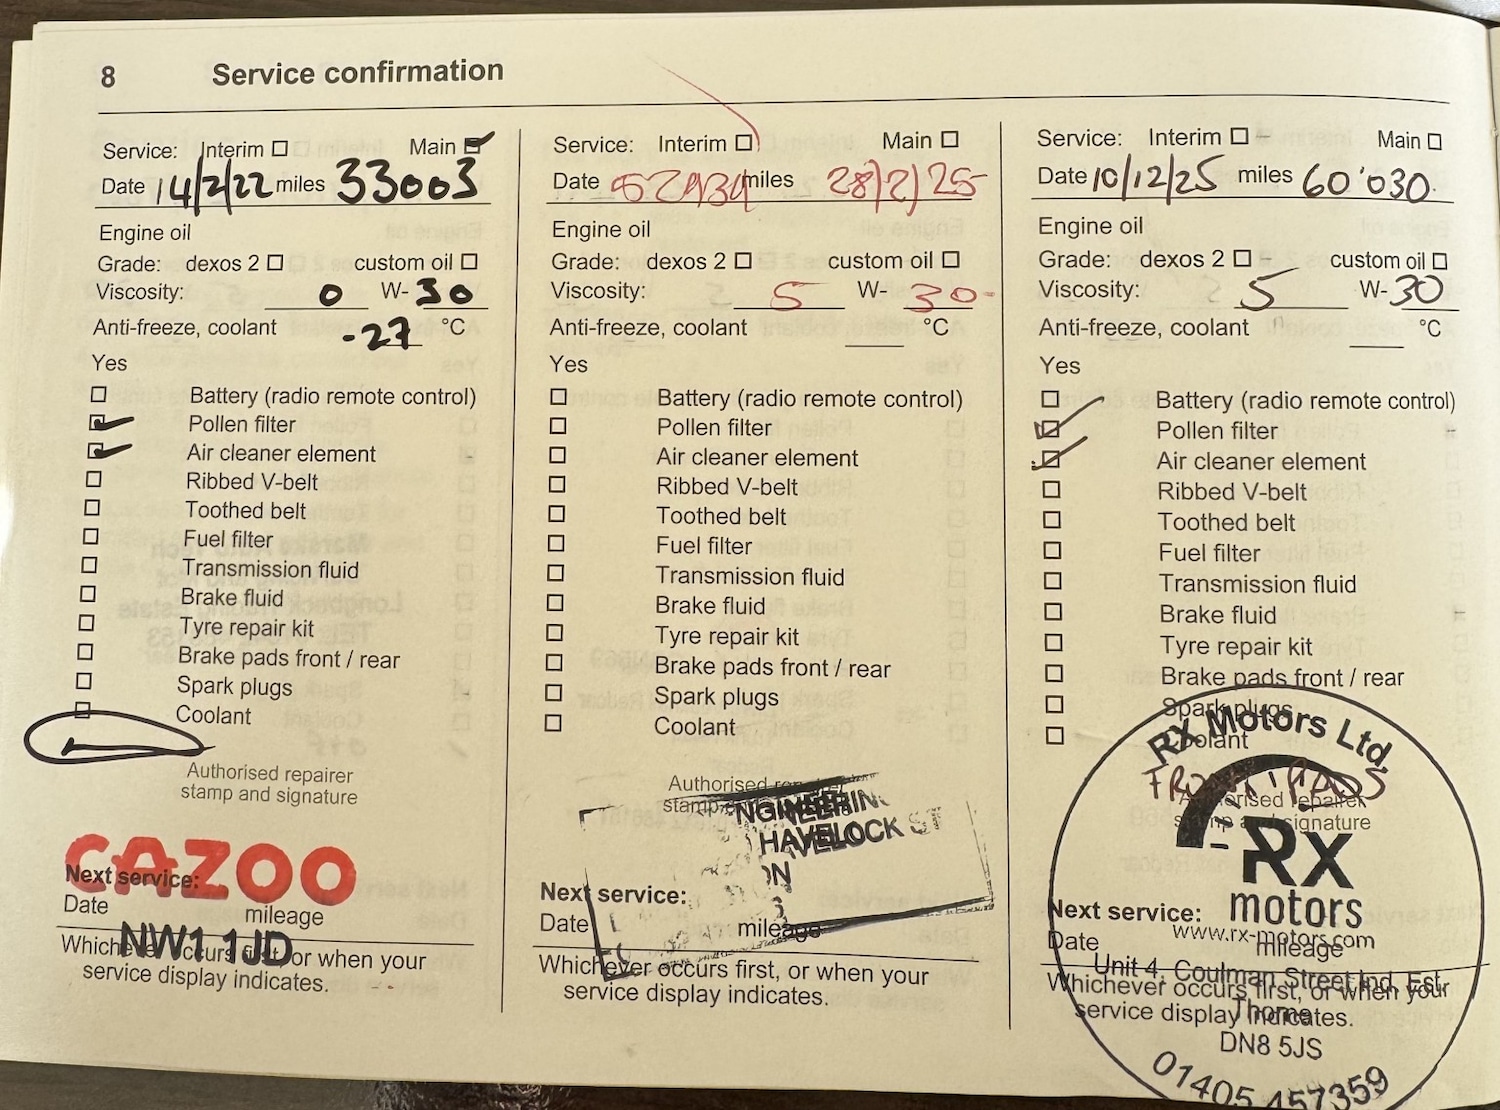 8 Service confirmation
Service: Interim Main
Date 14/2/22 miles 33003
Engine oil
Grade: dexos 2 custom oil
Viscosity: 0 W-30
Anti-freeze, coolant -27 °C
Yes
Battery (radio remote control)
Pollen filter
Air cleaner element
Ribbed V-belt
Toothed belt
Fuel filter
Transmission fluid
Brake fluid
Tyre repair kit
Brake pads front / rear
Spark plugs
Coolant
Authorised repairer
stamp and signature
CAZOO
Next service:
Date mileage
NW1 1JD
Whichever occurs first, or when your
service display indicates.
Service: Interim Main
Date miles 28/2/25
Engine oil
Grade: dexos 2 custom oil
Viscosity: 5 W-30
Anti-freeze, coolant °C
Yes
Battery (radio remote control)
Pollen filter
Air cleaner element
Ribbed V-belt
Toothed belt
Fuel filter
Transmission fluid
Brake fluid
Tyre repair kit
Brake pads front / rear
Spark plugs
Coolant
Authorised repairer
HAVELOCK ST
Next service:
Date mileage
Whichever occurs first, or when your
service display indicates.
Service: Interim Main
Date 10/12/25 miles 60'030.
Engine oil
Grade: dexos 2 custom oil
Viscosity: 5 W-30
Anti-freeze, coolant °C
Yes
Battery (radio remote control)
Pollen filter
Air cleaner element
Ribbed V-belt
Toothed belt
Fuel filter
Transmission fluid
Brake fluid
Tyre repair kit
Brake pads front / rear
Spark plugs
Coolant
RX Motors Ltd.
FRONT PADS
Authorised repairer
stamp and signature
RX
motors
www.rx-motors.com
Next service:
Date mileage
Unit 4, Coulman Street Ind. Est.
Whichever occurs first, or when your
Thorne
service display indicates.
DN8 5JS
01405 457359